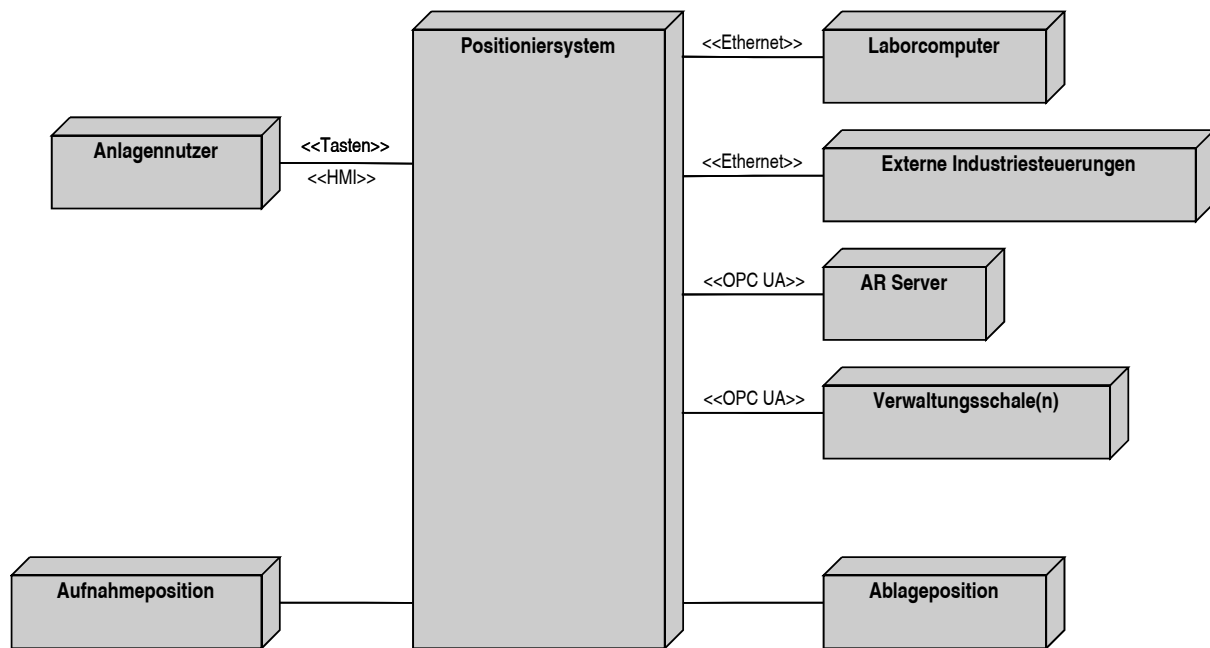 Positioniersystem
<<Ethernet>>
Laborcomputer
Anlagennutzer
<<Tasten>>
<<HMI>>
<<Ethernet>>
Externe Industriesteuerungen
<<OPC UA>>
AR Server
<<OPC UA>>
Verwaltungsschale(n)
Aufnahmeposition
Ablageposition